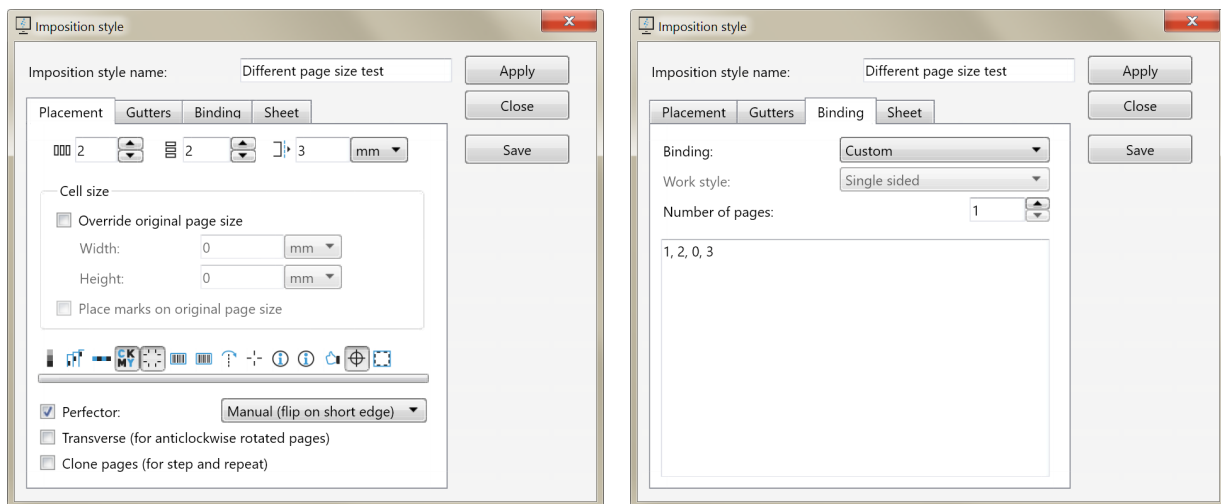 Imposition style
Imposition style name: Different page size test Apply
Placement Gutters Binding Sheet Close
2 2 3 mm Save
Cell size
Override original page size
Width: 0 mm
Height: 0 mm
Place marks on original page size
CK
MY
Perfector: Manual (flip on short edge)
Transverse (for anticlockwise rotated pages)
Clone pages (for step and repeat)
Imposition style
Imposition style name: Different page size test Apply
Placement Gutters Binding Sheet Close
Binding: Custom Save
Work style: Single sided
Number of pages: 1
1, 2, 0, 3